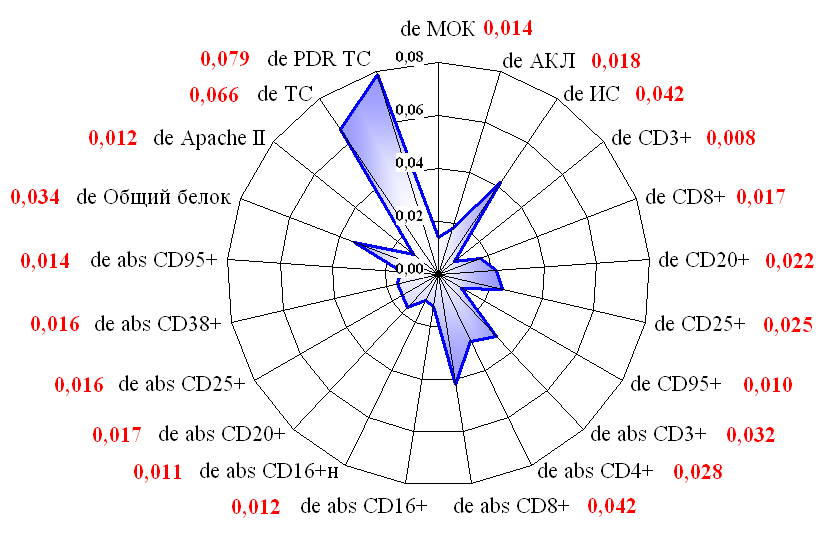 de МОК 0,014
de АКЛ 0,018
de ИС 0,042
de CD3+ 0,008
de CD8+ 0,017
de CD20+ 0,022
de CD25+ 0,025
de CD95+ 0,010
de abs CD3+ 0,032
de abs CD4+ 0,028
de abs CD8+ 0,042
0,012 de abs CD16+
0,011 de abs CD16+н
0,017 de abs CD20+
0,016 de abs CD25+
0,016 de abs CD38+
0,014 de abs CD95+
0,034 de Общий белок
0,012 de Apache II
0,066 de ТС
0,079 de PDR ТС
0,08
0,06
0,04
0,02
0,00